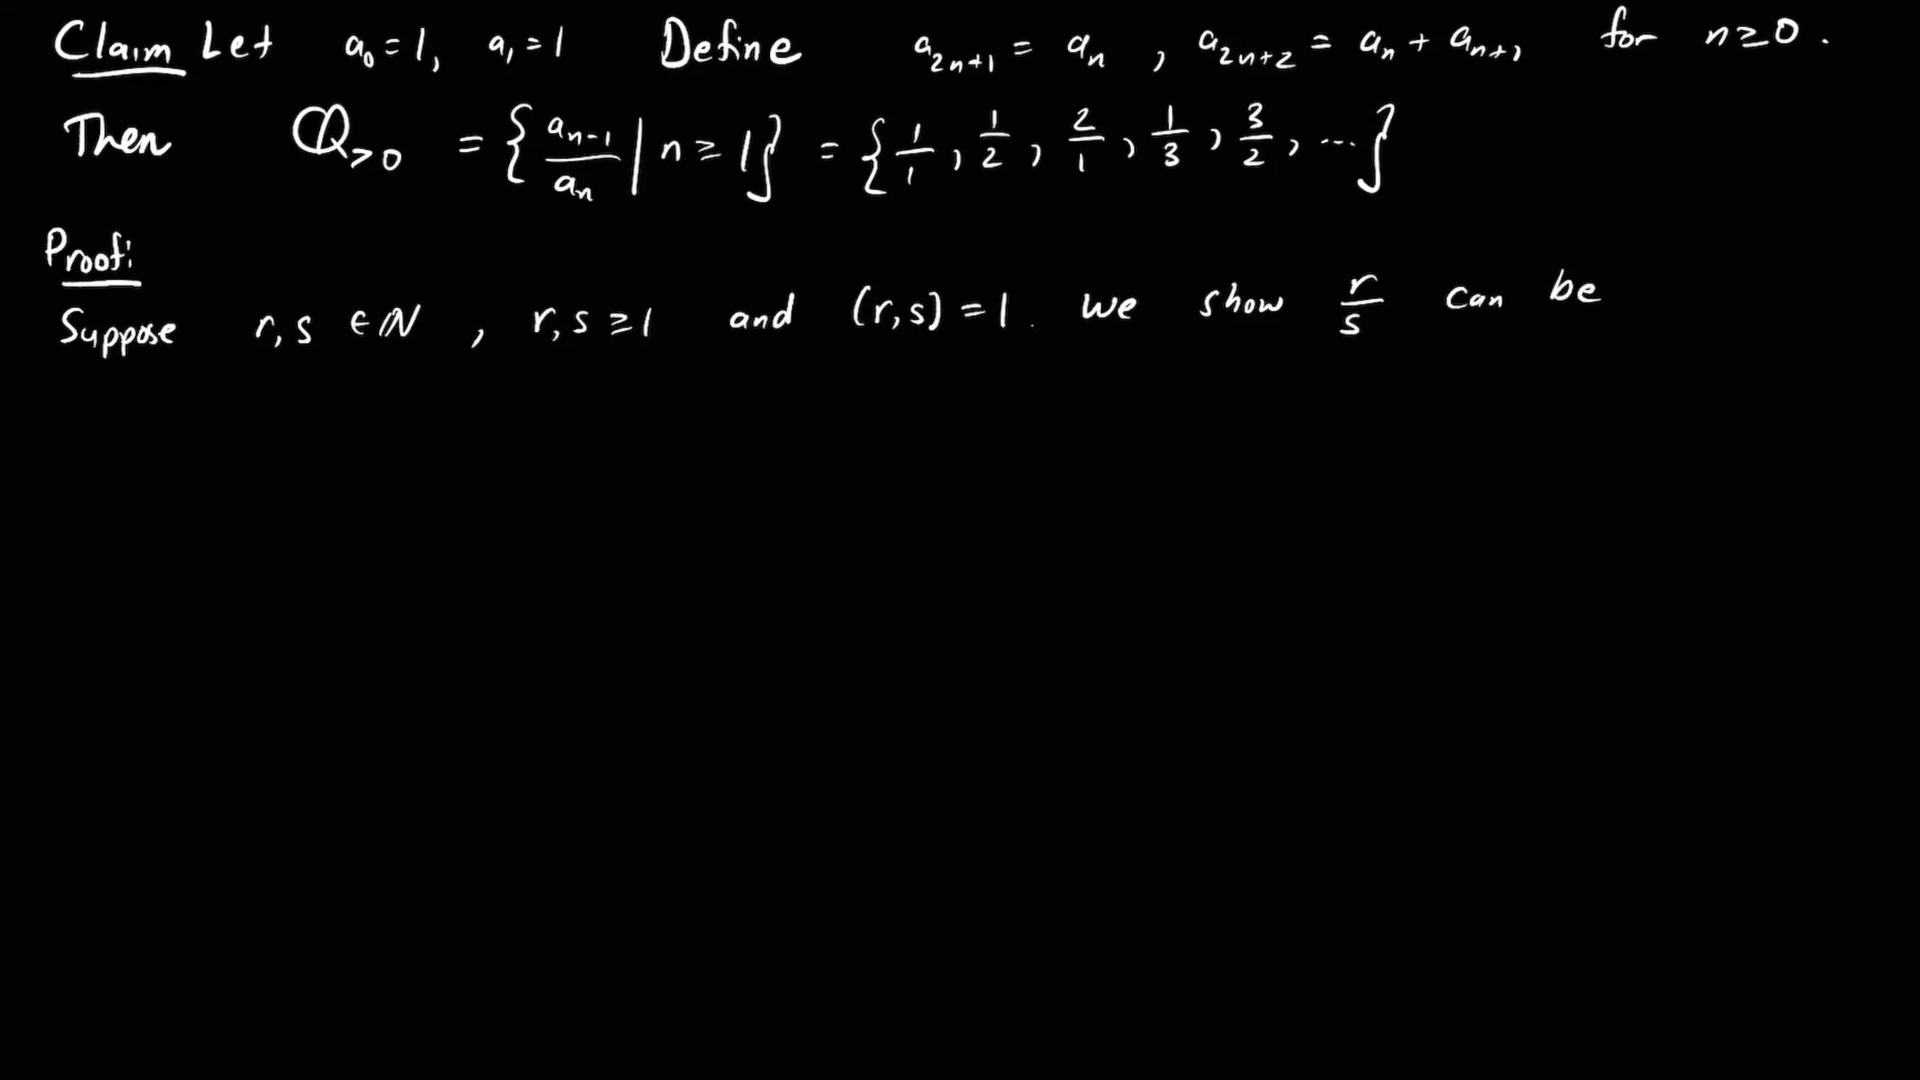 Claim Let a₀ = 1, a₁ = 1 Define a₂ₙ₊₁ = aₙ , a₂ₙ₊₂ = aₙ + aₙ₊₁ for n ≥ 0 .
Then ℚ>0 = { aₙ₋₁/aₙ | n ≥ 1 } = { 1/1 , 1/2 , 2/1 , 1/3 , 3/2 , ... }
Proof:
Suppose r, s ∈ ℕ , r, s ≥ 1 and (r, s) = 1 . we show r/s can be